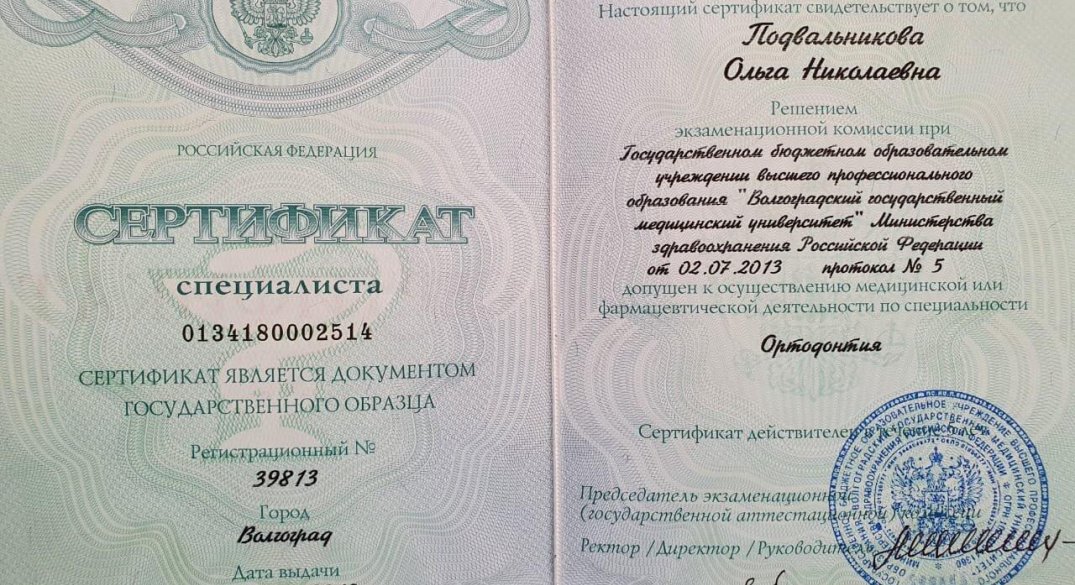 РОССИЙСКАЯ ФЕДЕРАЦИЯ
СЕРТИФИКАТ
специалиста
0134180002514
СЕРТИФИКАТ ЯВЛЯЕТСЯ ДОКУМЕНТОМ
ГОСУДАРСТВЕННОГО ОБРАЗЦА
Регистрационный №
39813
Город
Волгоград
Дата выдачи
Настоящий сертификат свидетельствует о том, что
Подвальникова
Ольга Николаевна
Решением
экзаменационной комиссии при
Государственном бюджетном образовательном
учреждении высшего профессионального
образования "Волгоградский государственный
медицинский университет" Министерства
здравоохранения Российской Федерации
от 02.07.2013 протокол № 5
допущен к осуществлению медицинской или
фармацевтической деятельности по специальности
Ортодонтия
Сертификат действителен
Председатель экзаменационной
(государственной аттестационной)
Ректор /Директор /Руководитель